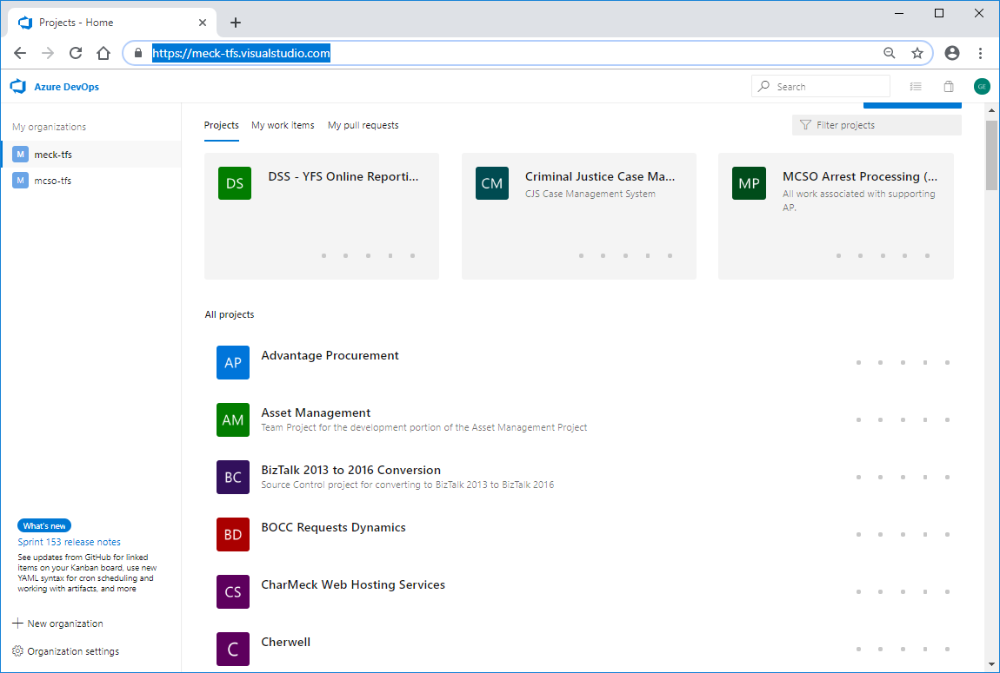 Projects - Home
https://meck-tfs.visualstudio.com
Azure DevOps
Search
GE
My organizations
M meck-tfs
M mcso-tfs
What's new
Sprint 153 release notes
See updates from GitHub for linked
items on your Kanban board, use new
YAML syntax for cron scheduling and
working with artifacts, and more
New organization
Organization settings
Projects My work items My pull requests
Filter projects
DS DSS - YFS Online Reporti...
CM Criminal Justice Case Ma...
CJS Case Management System
MP MCSO Arrest Processing (...
All work associated with supporting
AP.
All projects
AP Advantage Procurement
AM Asset Management
Team Project for the development portion of the Asset Management Project
BC BizTalk 2013 to 2016 Conversion
Source Control project for converting to BizTalk 2013 to BizTalk 2016
BD BOCC Requests Dynamics
CS CharMeck Web Hosting Services
C Cherwell